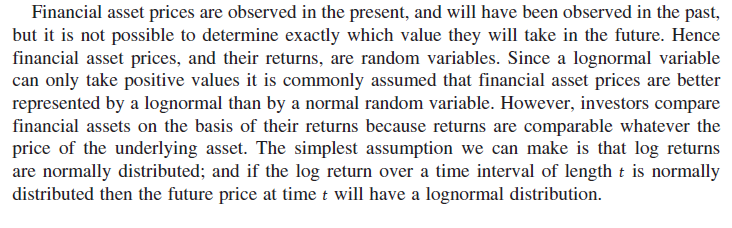 Financial asset prices are observed in the present, and will have been observed in the past,
but it is not possible to determine exactly which value they will take in the future. Hence
financial asset prices, and their returns, are random variables. Since a lognormal variable
can only take positive values it is commonly assumed that financial asset prices are better
represented by a lognormal than by a normal random variable. However, investors compare
financial assets on the basis of their returns because returns are comparable whatever the
price of the underlying asset. The simplest assumption we can make is that log returns
are normally distributed; and if the log return over a time interval of length t is normally
distributed then the future price at time t will have a lognormal distribution.